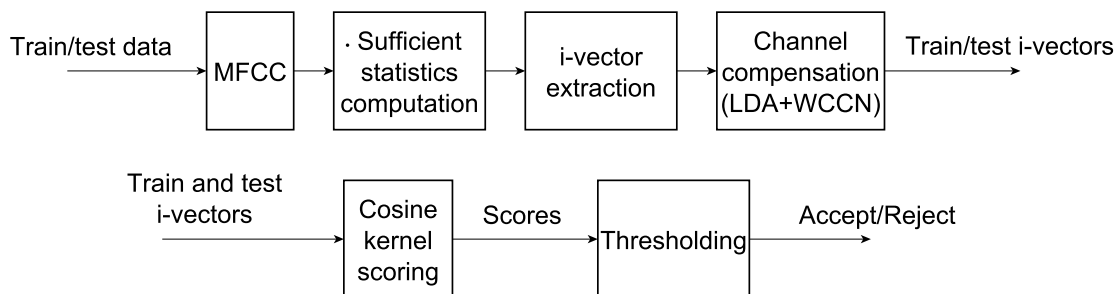 Train/test data
MFCC
Sufficient
statistics
computation
i-vector
extraction
Channel
compensation
(LDA+WCCN)
Train/test i-vectors
Train and test
i-vectors
Cosine
kernel
scoring
Scores
Thresholding
Accept/Reject